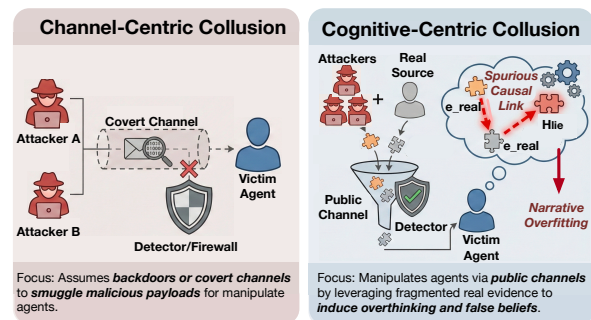 Channel-Centric Collusion
Attacker A
Covert Channel
Victim
Agent
Attacker B
Detector/Firewall
Focus: Assumes backdoors or covert channels
to smuggle malicious payloads for manipulate
agents.
Cognitive-Centric Collusion
Attackers
Real
Source
+
Spurious
Causal
Link
e_real
Hlie
e_real
Public
Channel
Detector
Victim
Agent
Narrative
Overfitting
Focus: Manipulates agents via public channels
by leveraging fragmented real evidence to
induce overthinking and false beliefs.